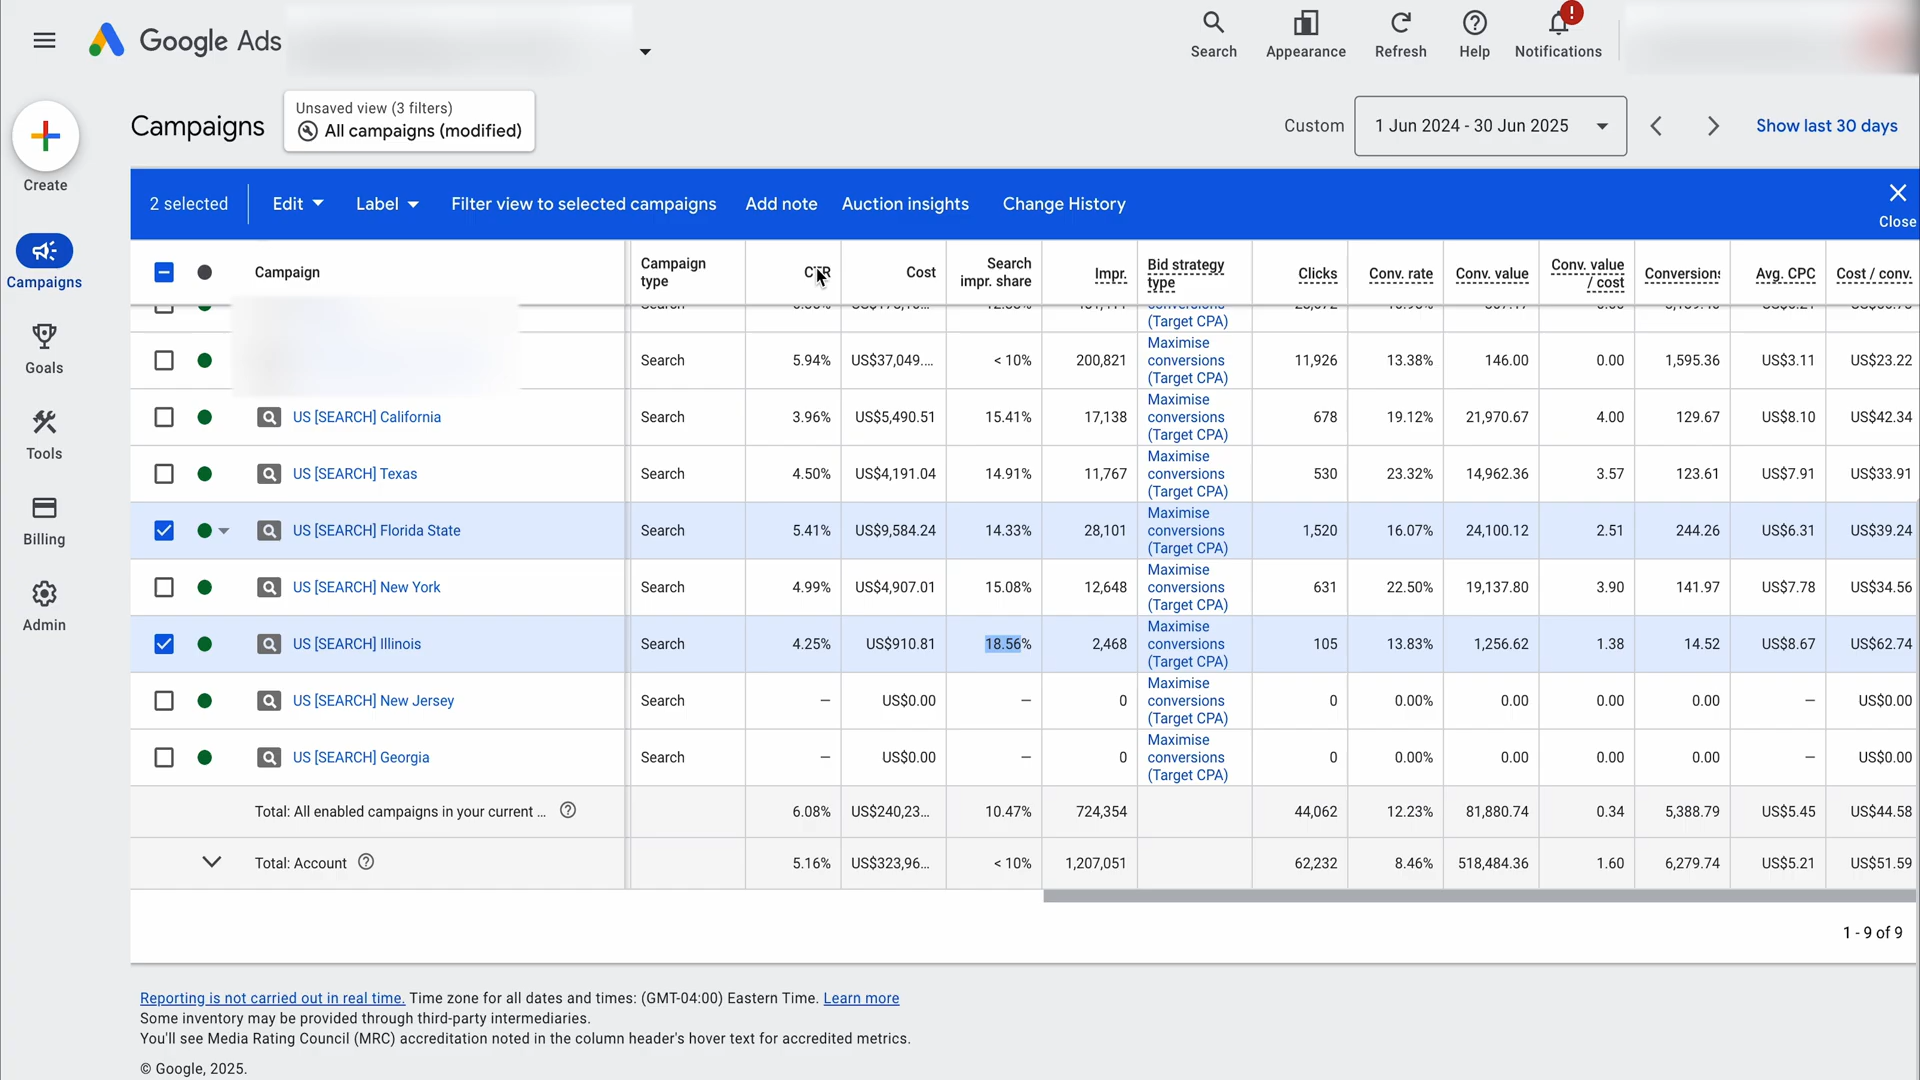 Google Ads
Search
Appearance
Refresh
Help
!
Notifications
Campaigns
Unsaved view (3 filters)
All campaigns (modified)
Custom
1 Jun 2024 - 30 Jun 2025
Show last 30 days
Create
Campaigns
Goals
Tools
Billing
Admin
2 selected
Edit
Label
Filter view to selected campaigns
Add note
Auction insights
Change History
Close
Campaign
Campaign type
CTR
Cost
Search impr. share
Impr.
Bid strategy type
Clicks
Conv. rate
Conv. value
Conv. value / cost
Conversions
Avg. CPC
Cost / conv.
(Target CPA)
Search 5.94% US$37,049.... < 10% 200,821 Maximise conversions (Target CPA) 11,926 13.38% 146.00 0.00 1,595.36 US$3.11 US$23.22
US [SEARCH] California Search 3.96% US$5,490.51 15.41% 17,138 Maximise conversions (Target CPA) 678 19.12% 21,970.67 4.00 129.67 US$8.10 US$42.34
US [SEARCH] Texas Search 4.50% US$4,191.04 14.91% 11,767 Maximise conversions (Target CPA) 530 23.32% 14,962.36 3.57 123.61 US$7.91 US$33.91
US [SEARCH] Florida State Search 5.41% US$9,584.24 14.33% 28,101 Maximise conversions (Target CPA) 1,520 16.07% 24,100.12 2.51 244.26 US$6.31 US$39.24
US [SEARCH] New York Search 4.99% US$4,907.01 15.08% 12,648 Maximise conversions (Target CPA) 631 22.50% 19,137.80 3.90 141.97 US$7.78 US$34.56
US [SEARCH] Illinois Search 4.25% US$910.81 18.56% 2,468 Maximise conversions (Target CPA) 105 13.83% 1,256.62 1.38 14.52 US$8.67 US$62.74
US [SEARCH] New Jersey Search – US$0.00 – 0 Maximise conversions (Target CPA) 0 0.00% 0.00 0.00 0.00 – US$0.00
US [SEARCH] Georgia Search – US$0.00 – 0 Maximise conversions (Target CPA) 0 0.00% 0.00 0.00 0.00 – US$0.00
Total: All enabled campaigns in your current ... 6.08% US$240,23... 10.47% 724,354 44,062 12.23% 81,880.74 0.34 5,388.79 US$5.45 US$44.58
Total: Account 5.16% US$323,96... < 10% 1,207,051 62,232 8.46% 518,484.36 1.60 6,279.74 US$5.21 US$51.59
1 - 9 of 9
Reporting is not carried out in real time. Time zone for all dates and times: (GMT-04:00) Eastern Time. Learn more
Some inventory may be provided through third-party intermediaries.
You'll see Media Rating Council (MRC) accreditation noted in the column header's hover text for accredited metrics.
© Google, 2025.